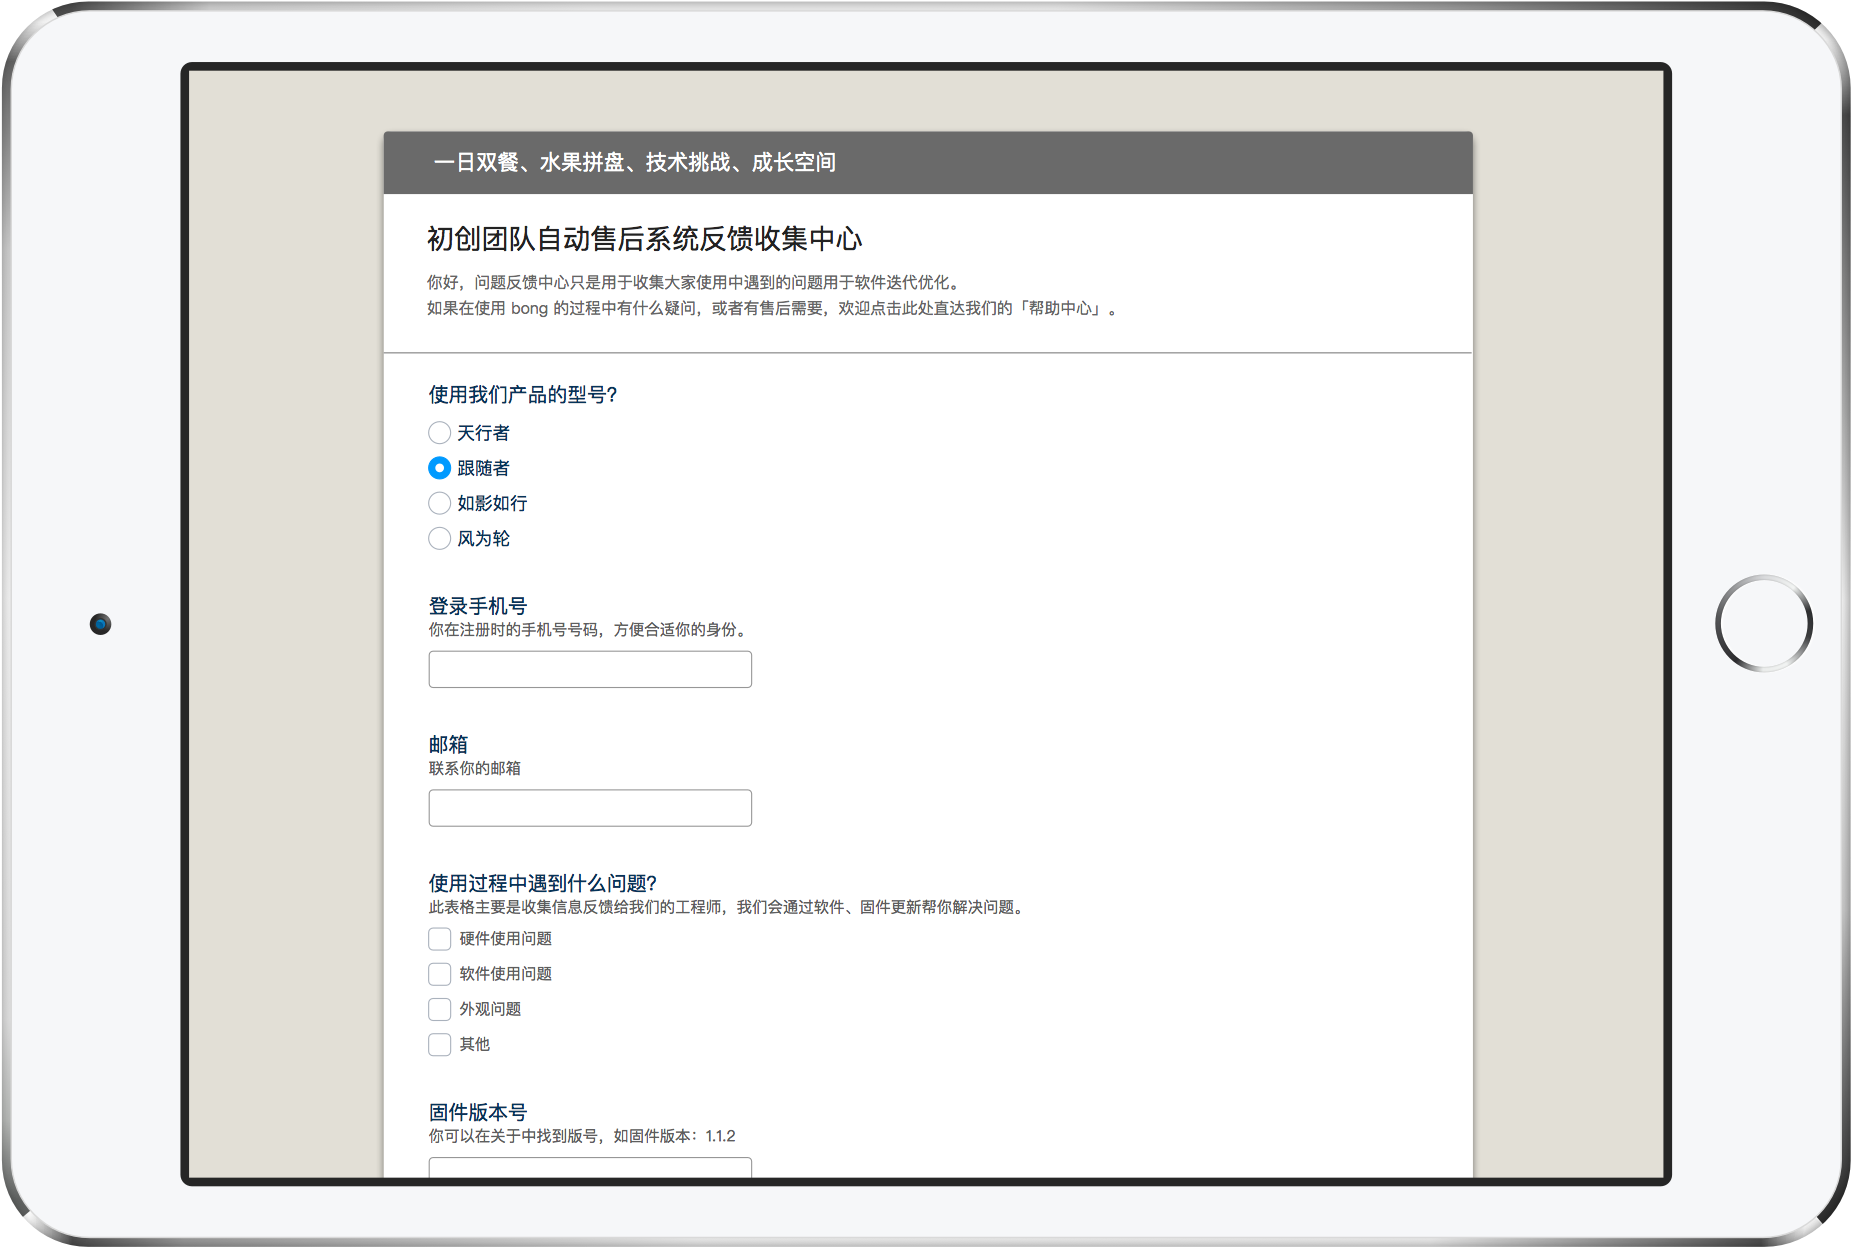 一日双餐、水果拼盘、技术挑战、成长空间
初创团队自动售后系统反馈收集中心
你好，问题反馈中心只是用于收集大家使用中遇到的问题用于软件迭代优化。
如果在使用 bong 的过程中有什么疑问，或者有售后需要，欢迎点击此处直达我们的「帮助中心」。
使用我们产品的型号?
天行者
跟随者
如影如行
风为轮
登录手机号
你在注册时的手机号号码，方便合适你的身份。
邮箱
联系你的邮箱
使用过程中遇到什么问题?
此表格主要是收集信息反馈给我们的工程师，我们会通过软件、固件更新帮你解决问题。
硬件使用问题
软件使用问题
外观问题
其他
固件版本号
你可以在关于中找到版号，如固件版本：1.1.2